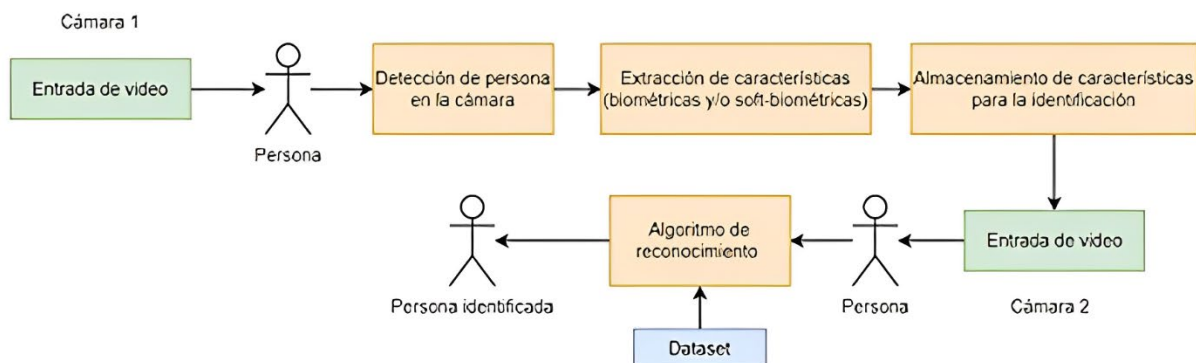 Cámara 1
Entrada de video
Persona
Detección de persona
en la cámara
Extracción de características
(biométricas y/o soft-biométricas)
Almacenamiento de características
para la identificación
Entrada de video
Cámara 2
Persona
Algoritmo de
reconocimiento
Persona identificada
Dataset